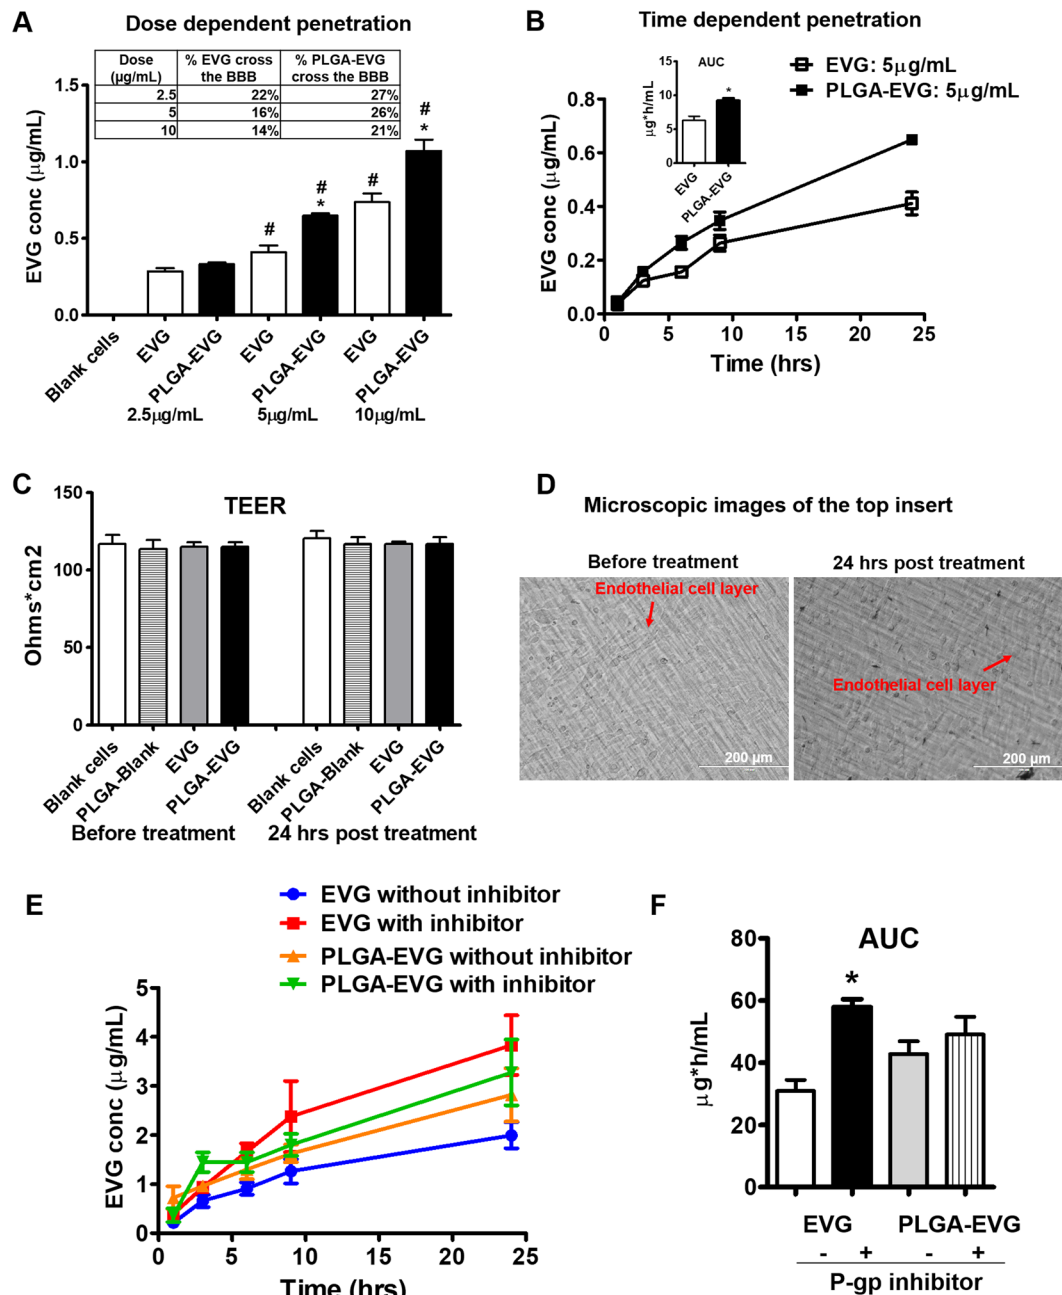 A
Dose dependent penetration
Dose (µg/mL) % EVG cross the BBB % PLGA-EVG cross the BBB
2.5 22% 27%
5 16% 26%
10 14% 21%
EVG conc (µg/mL)
1.5
1.0
0.5
0.0
#
#
*
#
#
*
Blank cells
EVG
PLGA-EVG
EVG
PLGA-EVG
EVG
PLGA-EVG
2.5µg/mL 5µg/mL 10µg/mL
B
Time dependent penetration
EVG: 5µg/mL
PLGA-EVG: 5µg/mL
AUC
µg*h/mL
15
10
5
0
*
EVG
PLGA-EVG
EVG conc (µg/mL)
0.8
0.6
0.4
0.2
0.0
0 5 10 15 20 25
Time (hrs)
C
TEER
Ohms*cm2
150
100
50
0
Blank cells
PLGA-Blank
EVG
PLGA-EVG
Blank cells
PLGA-Blank
EVG
PLGA-EVG
Before treatment 24 hrs post treatment
D
Microscopic images of the top insert
Before treatment 24 hrs post treatment
Endothelial cell layer
200 µm
Endothelial cell layer
200 µm
E
EVG without inhibitor
EVG with inhibitor
PLGA-EVG without inhibitor
PLGA-EVG with inhibitor
EVG conc (µg/mL)
5
4
3
2
1
0
0 5 10 15 20 25
Time (hrs)
F
AUC
µg*h/mL
80
60
40
20
0
*
EVG PLGA-EVG
- + - +
P-gp inhibitor